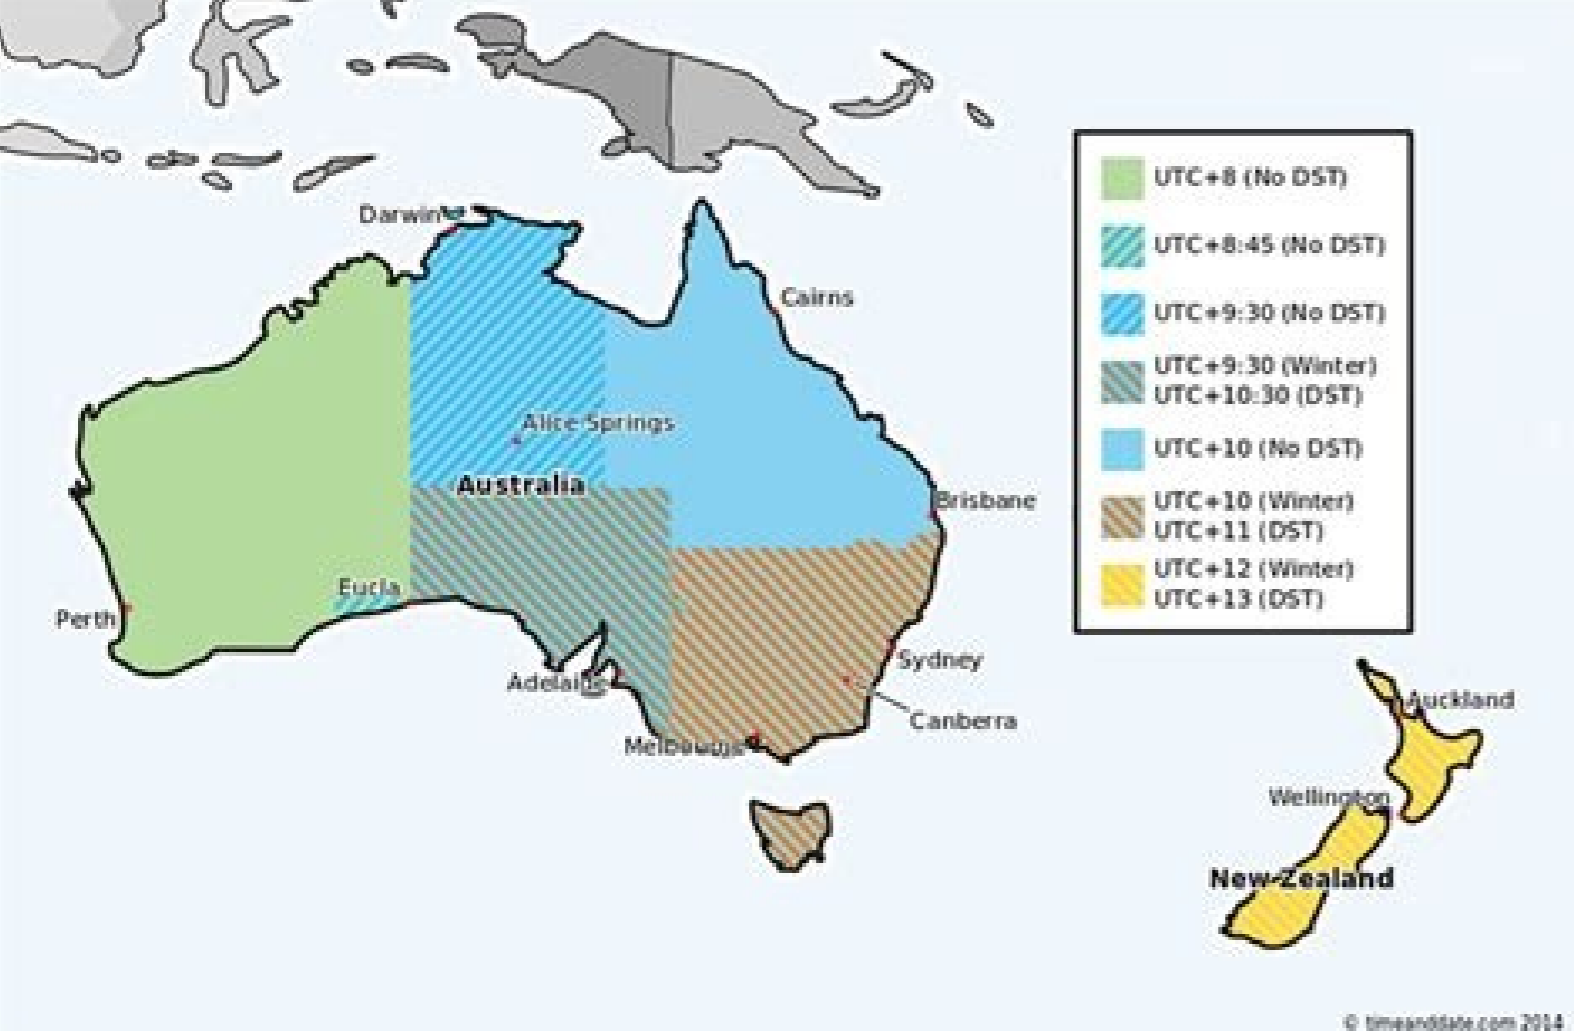 Darwin
Cairns
Alice Springs
Australia
Brisbane
Eucla
Perth
Sydney
Adelaide
Canberra
Melbourne
UTC+8 (No DST)
UTC+8:45 (No DST)
UTC+9:30 (No DST)
UTC+9:30 (Winter)
UTC+10:30 (DST)
UTC+10 (No DST)
UTC+10 (Winter)
UTC+11 (DST)
UTC+12 (Winter)
UTC+13 (DST)
Auckland
Wellington
New Zealand
© timeanddate.com 2014